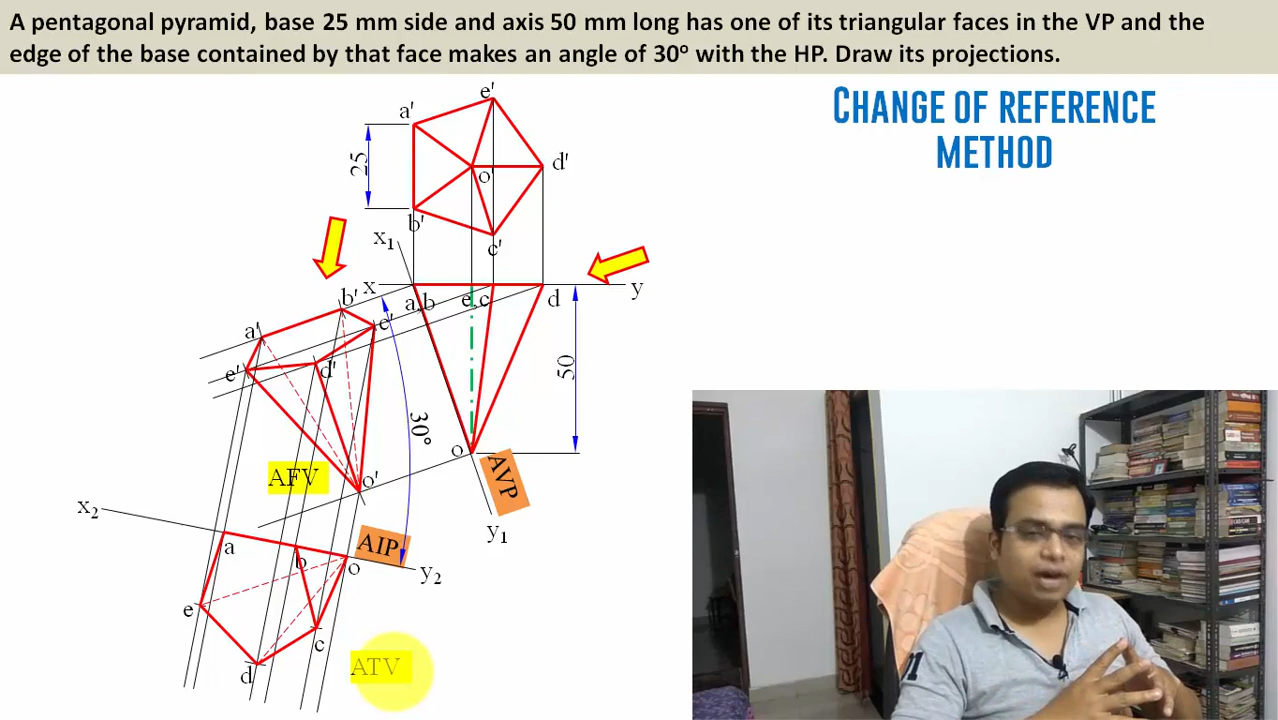 A pentagonal pyramid, base 25 mm side and axis 50 mm long has one of its triangular faces in the VP and the
edge of the base contained by that face makes an angle of 30° with the HP. Draw its projections.
CHANGE OF REFERENCE
METHOD
e'
a'
25
o'
d'
b'
c'
x₁
x
y
a,b
e,c
d
b'
a'
c'
e'
d'
50
30°
o
AVP
AFV
o'
y₁
x₂
AIP
a
b
o
y₂
e
c
d
ATV